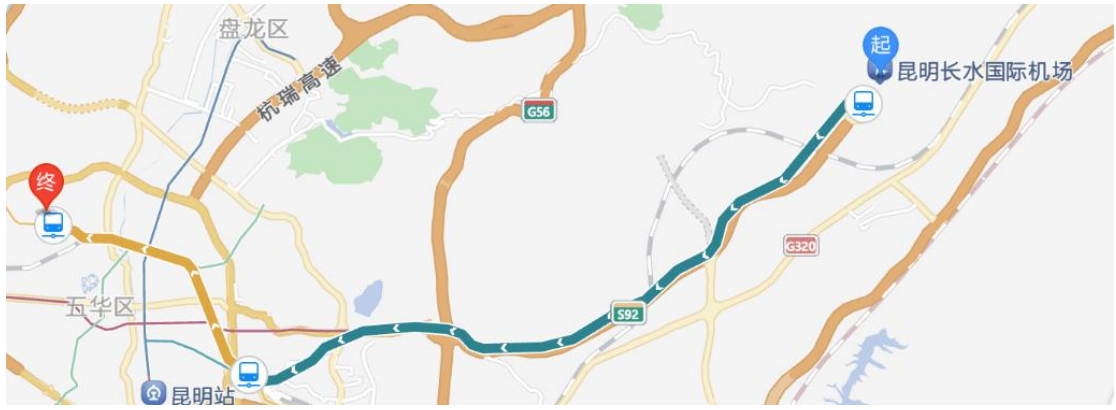 盘龙区
起
昆明长水国际机场
杭瑞高速
G56
终
G320
五华区
S92
昆明站